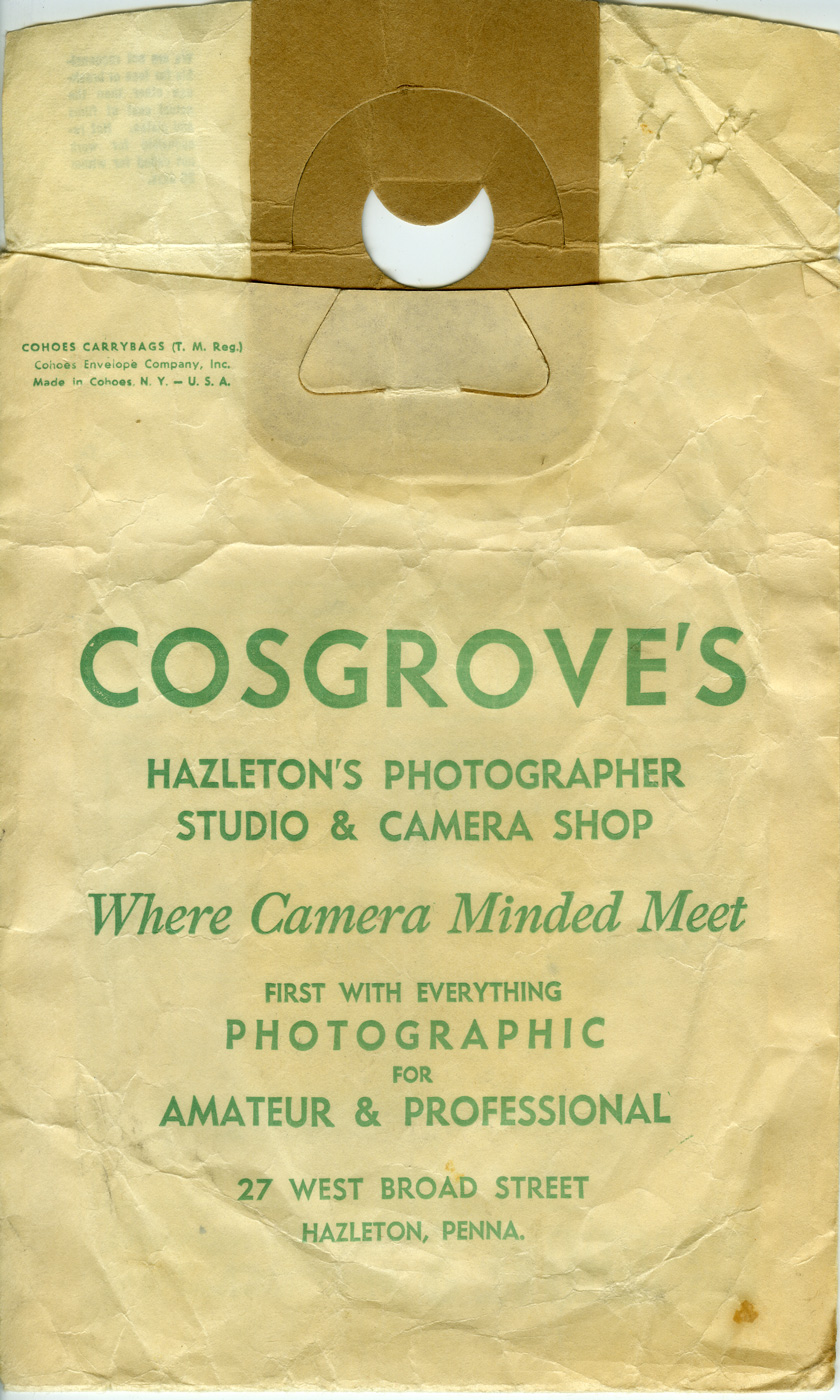 COHOES CARRYBAGS (T. M. Reg.)
Cohoes Envelope Company, Inc.
Made in Cohoes, N. Y. — U. S. A.
COSGROVE'S
HAZLETON'S PHOTOGRAPHER
STUDIO & CAMERA SHOP
Where Camera Minded Meet
FIRST WITH EVERYTHING
PHOTOGRAPHIC
FOR
AMATEUR & PROFESSIONAL
27 WEST BROAD STREET
HAZLETON, PENNA.